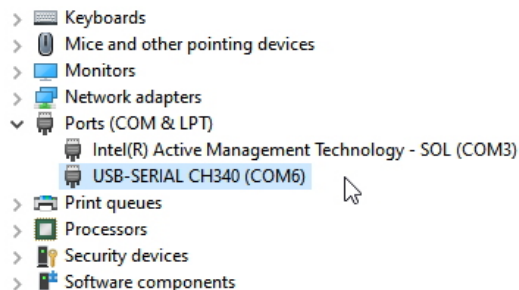 Keyboards
Mice and other pointing devices
Monitors
Network adapters
Ports (COM & LPT)
Intel(R) Active Management Technology - SOL (COM3)
USB-SERIAL CH340 (COM6)
Print queues
Processors
Security devices
Software components